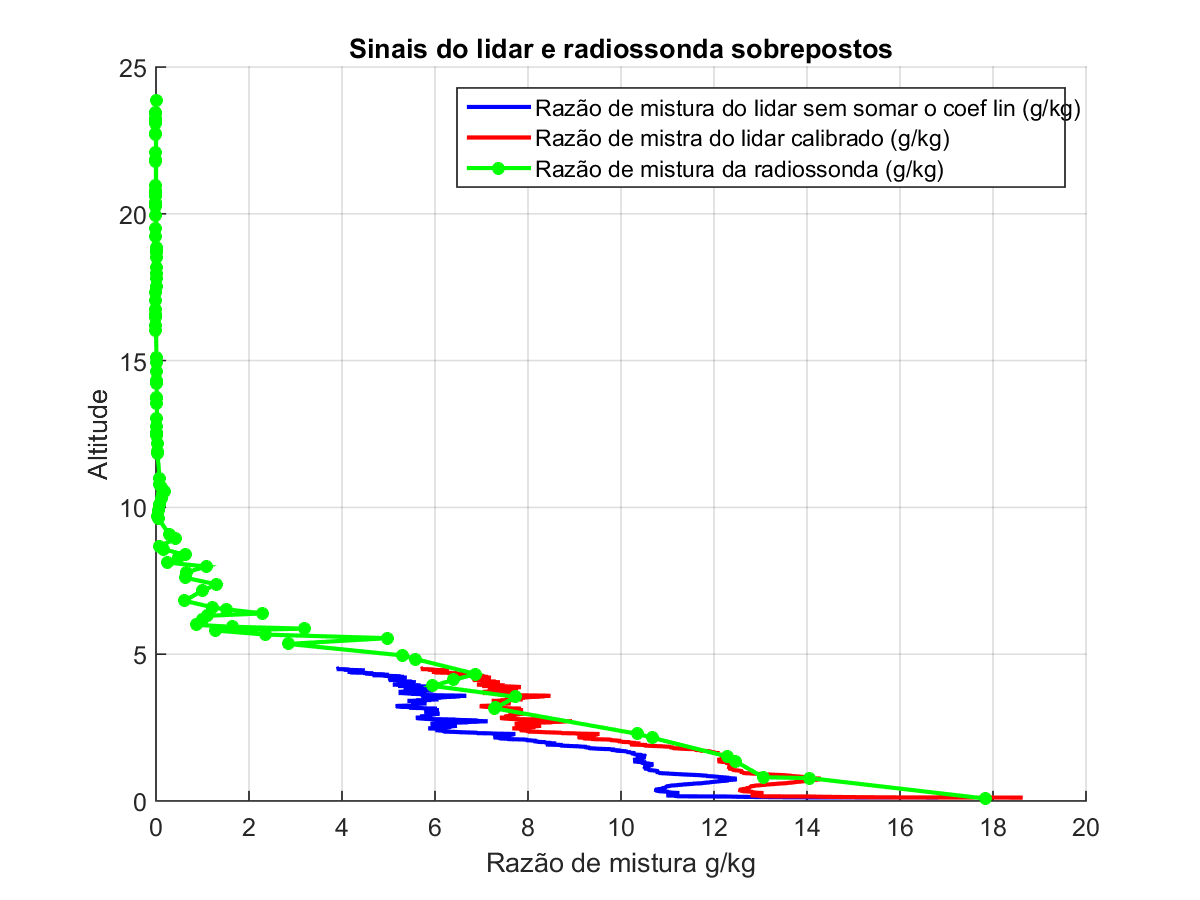 Sinais do lidar e radiossonda sobrepostos
25
Razão de mistura do lidar sem somar o coef lin (g/kg)
Razão de mistra do lidar calibrado (g/kg)
Razão de mistura da radiossonda (g/kg)
20
15
Altitude
10
5
0
0 2 4 6 8 10 12 14 16 18 20
Razão de mistura g/kg